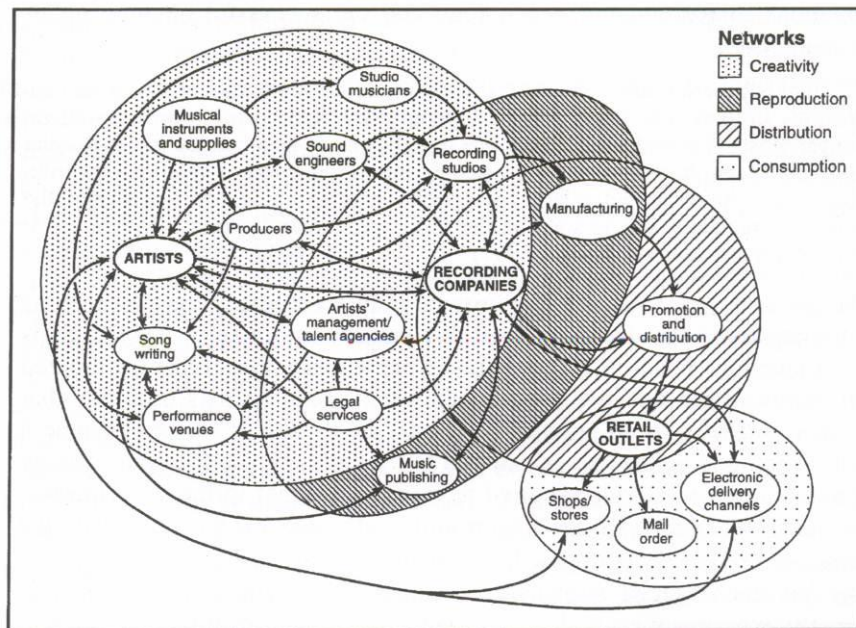 Networks
Creativity
Reproduction
Distribution
Consumption
Studio
musicians
Musical
instruments
and supplies
Sound
engineers
Recording
studios
Manufacturing
Producers
ARTISTS
RECORDING
COMPANIES
Artists'
management/
talent agencies
Promotion
and
distribution
Song
writing
Performance
venues
Legal
services
RETAIL
OUTLETS
Music
publishing
Electronic
delivery
channels
Shops/
stores
Mail
order